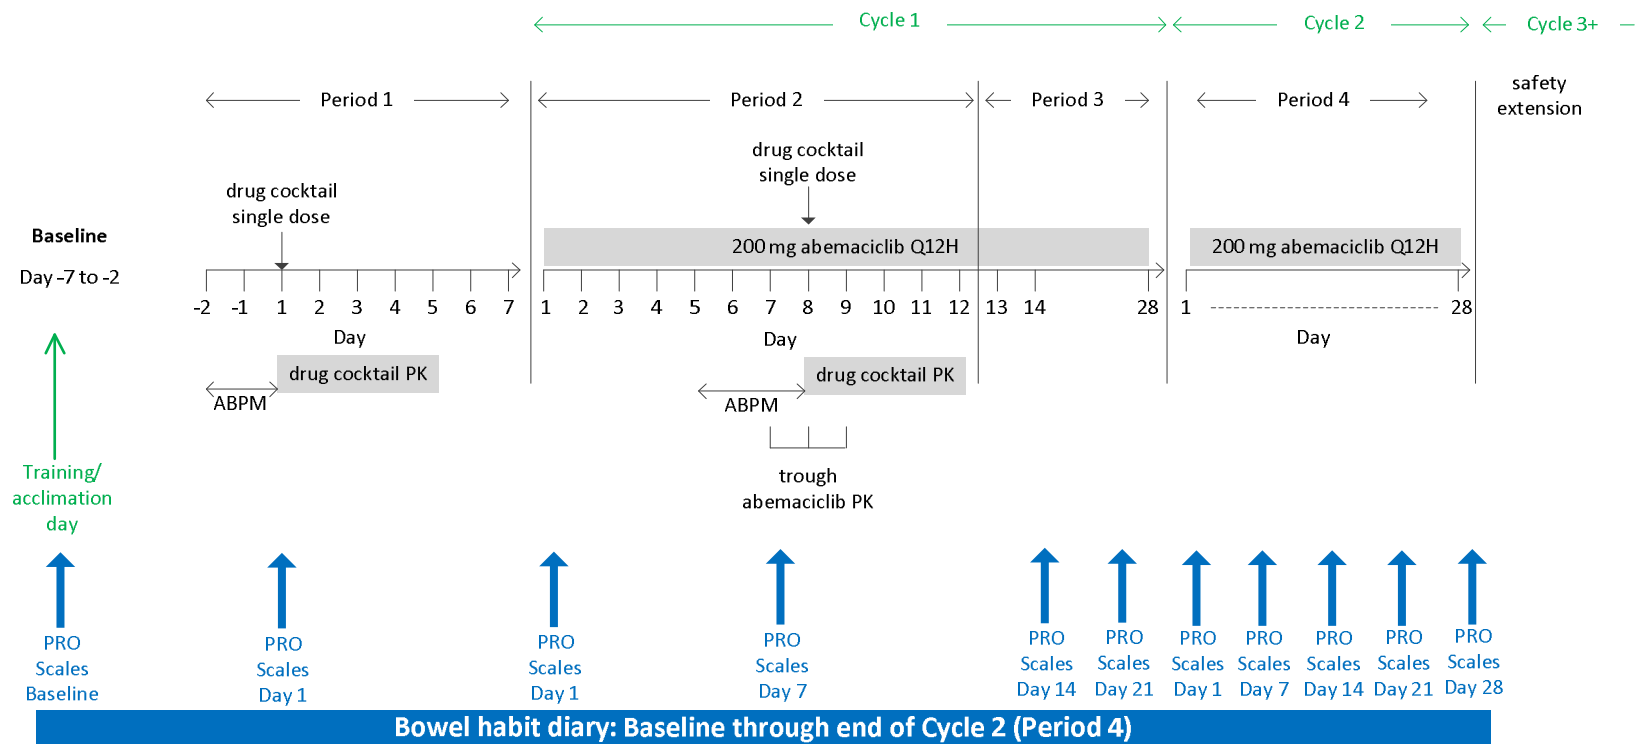 Cycle 1
Cycle 2
Cycle 3+
Period 1
Period 2
Period 3
Period 4
safety
extension
drug cocktail
single dose
drug cocktail
single dose
Baseline
Day -7 to -2
200 mg abemaciclib Q12H
200 mg abemaciclib Q12H
-2 -1 1 2 3 4 5 6 7
1 2 3 4 5 6 7 8 9 10 11 12 13 14 28
1 28
Day
Day
Day
drug cocktail PK
ABPM
drug cocktail PK
ABPM
trough
abemaciclib PK
Training/
acclimation
day
PRO
Scales
Baseline
PRO
Scales
Day 1
PRO
Scales
Day 1
PRO
Scales
Day 7
PRO
Scales
Day 14
PRO
Scales
Day 21
PRO
Scales
Day 1
PRO
Scales
Day 7
PRO
Scales
Day 14
PRO
Scales
Day 21
PRO
Scales
Day 28
Bowel habit diary: Baseline through end of Cycle 2 (Period 4)